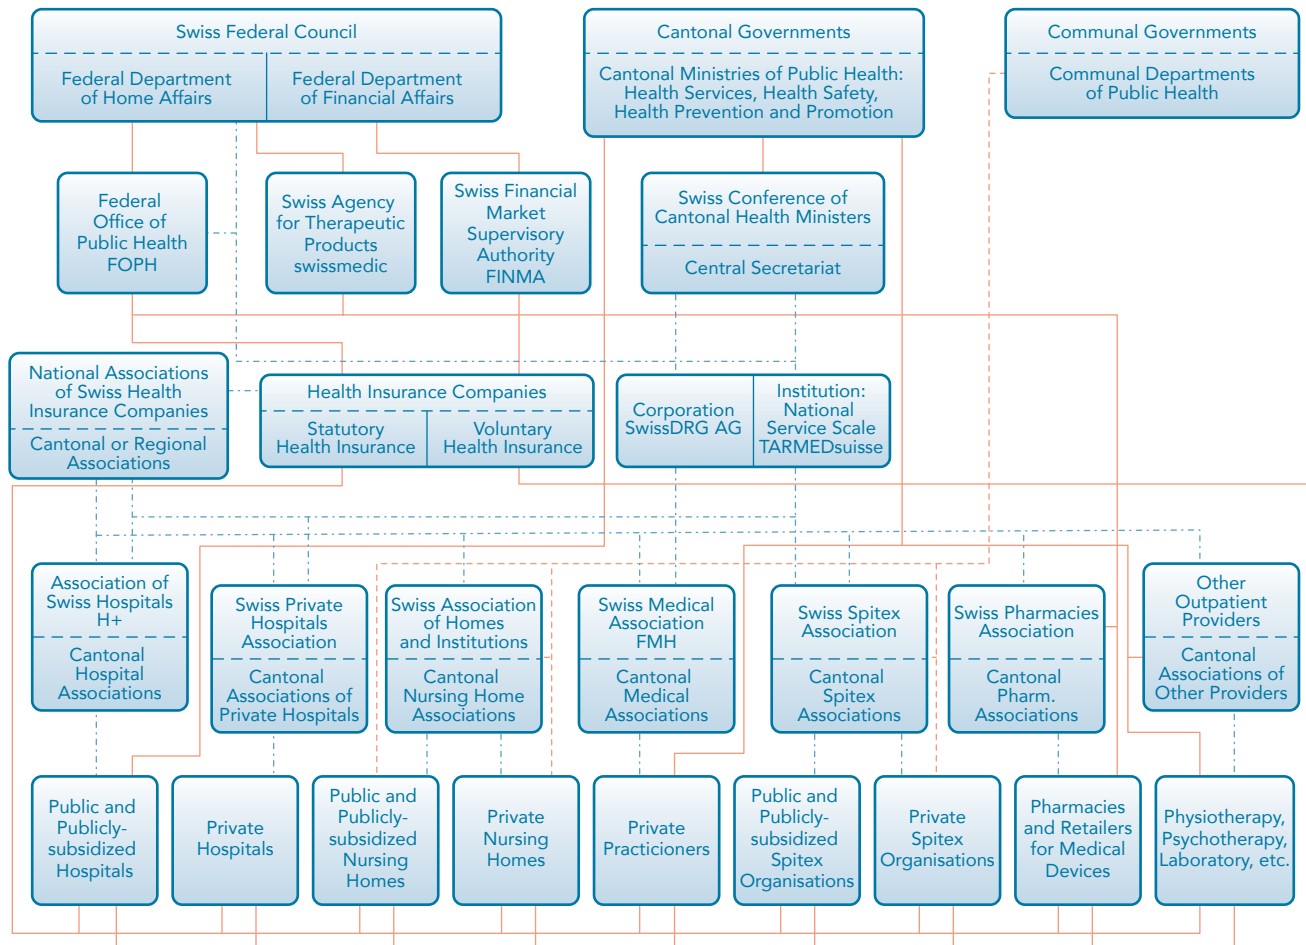 Swiss Federal Council
Federal Department
of Home Affairs
Federal Department
of Financial Affairs
Cantonal Governments
Cantonal Ministries of Public Health:
Health Services, Health Safety,
Health Prevention and Promotion
Communal Governments
Communal Departments
of Public Health
Federal
Office of
Public Health
FOPH
Swiss Agency
for Therapeutic
Products
swissmedic
Swiss Financial
Market
Supervisory
Authority
FINMA
Swiss Conference of
Cantonal Health Ministers
Central Secretariat
National Associations
of Swiss Health
Insurance Companies
Cantonal or Regional
Associations
Health Insurance Companies
Statutory
Health Insurance
Voluntary
Health Insurance
Corporation
SwissDRG AG
Institution:
National
Service Scale
TARMEDsuisse
Association of
Swiss Hospitals
H+
Cantonal
Hospital
Associations
Swiss Private
Hospitals
Association
Cantonal
Associations of
Private Hospitals
Swiss Association
of Homes
and Institutions
Cantonal
Nursing Home
Associations
Swiss Medical
Association
FMH
Cantonal
Medical
Associations
Swiss Spitex
Association
Cantonal
Spitex
Associations
Swiss Pharmacies
Association
Cantonal
Pharm.
Associations
Other
Outpatient
Providers
Cantonal
Associations of
Other Providers
Public and
Publicly-
subsidized
Hospitals
Private
Hospitals
Public and
Publicly-
subsidized
Nursing
Homes
Private
Nursing
Homes
Private
Practicioners
Public and
Publicly-
subsidized
Spitex
Organisations
Private
Spitex
Organisations
Pharmacies
and Retailers
for Medical
Devices
Physiotherapy,
Psychotherapy,
Laboratory, etc.